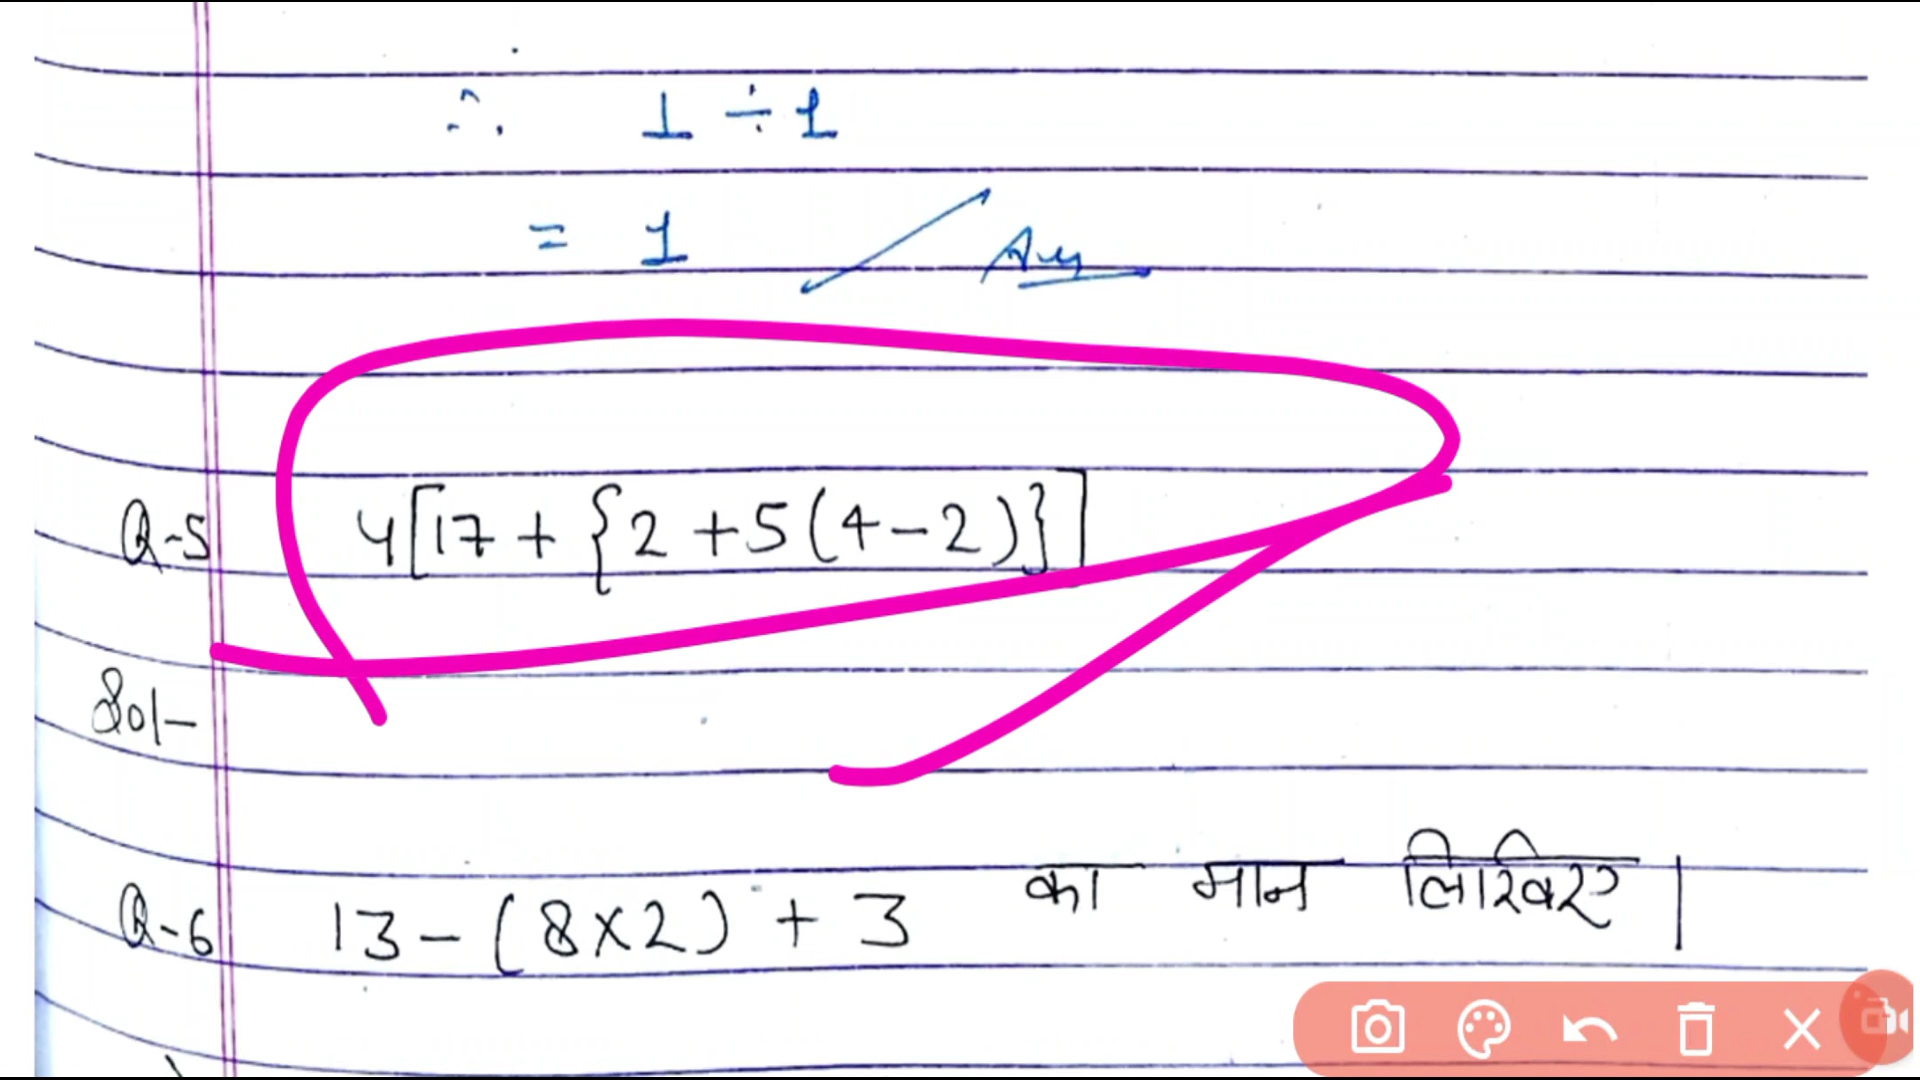 ∴ 1 ÷ 1
= 1 Ans
Q-5 4[17 + {2 + 5(4-2)}]
Sol-
Q-6 13 - (8×2) + 3 का मान लिखिए।